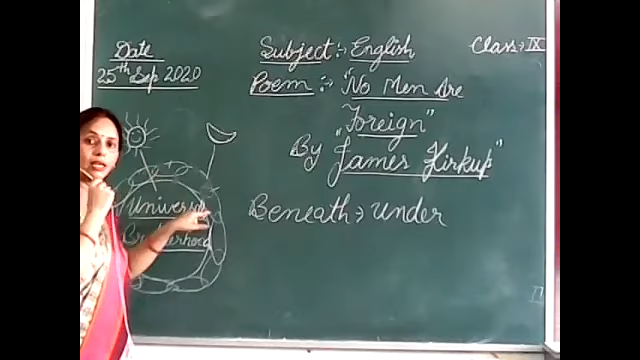 Date
25th Sep 2020
Subject:- English
Class:- IX
Poem:- "No Men Are
"Foreign"
By James Kirkup"
Universal
Brotherhood
Beneath → under